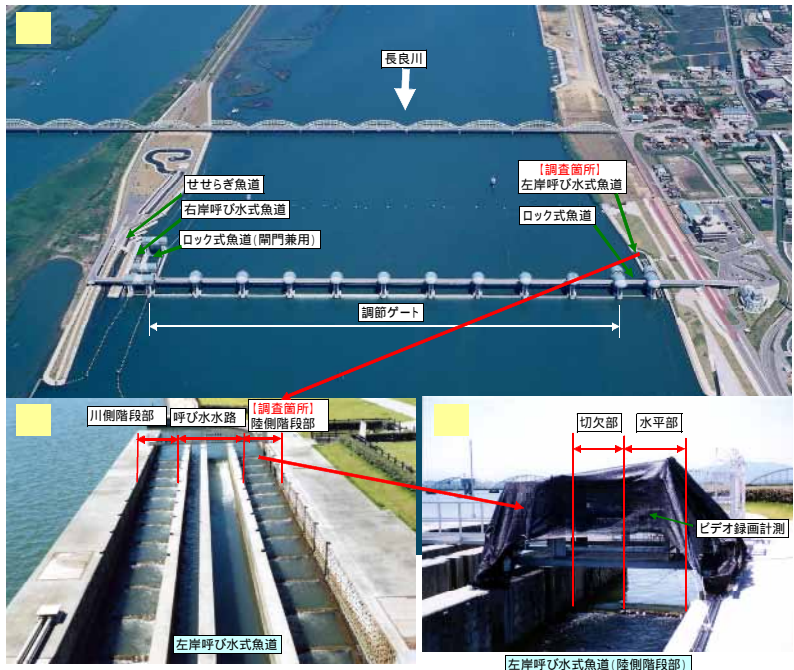 長良川
せせらぎ魚道
右岸呼び水式魚道
ロック式魚道(閘門兼用)
【調査箇所】
左岸呼び水式魚道
ロック式魚道
調節ゲート
川側階段部
呼び水水路
【調査箇所】
陸側階段部
左岸呼び水式魚道
切欠部
水平部
ビデオ録画計測
左岸呼び水式魚道(陸側階段部)